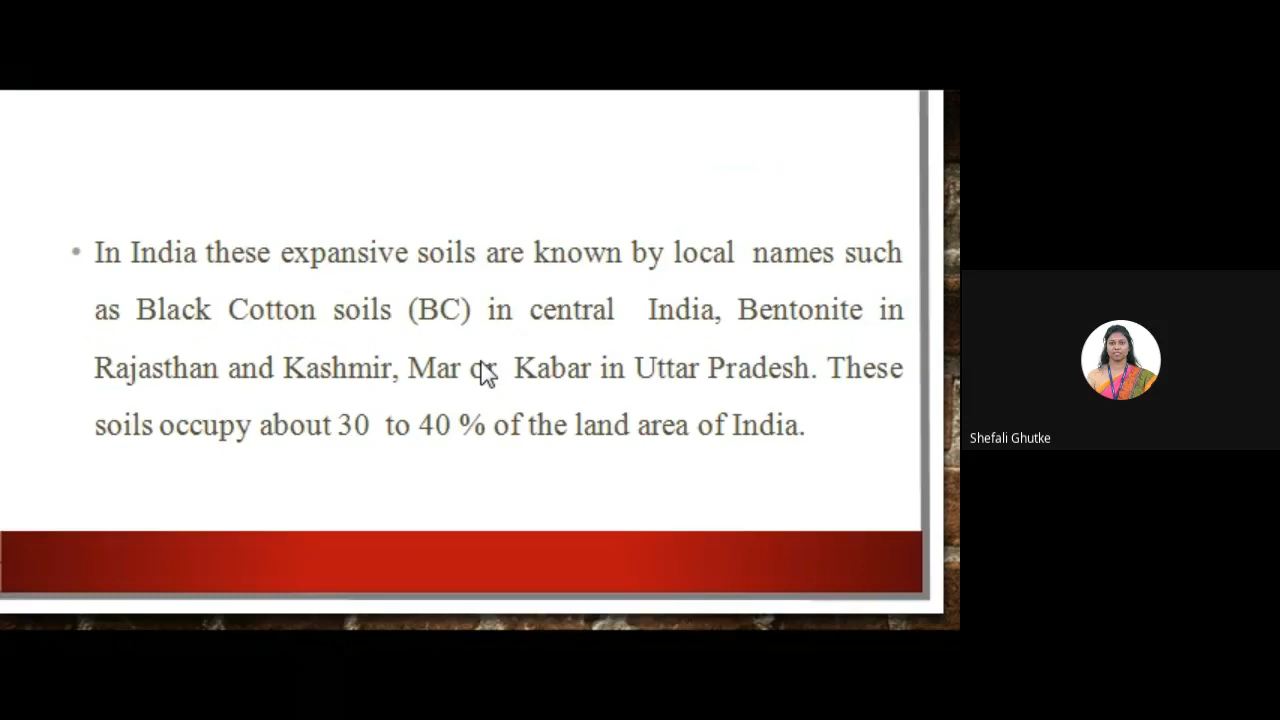 • In India these expansive soils are known by local names such
as Black Cotton soils (BC) in central India, Bentonite in
Rajasthan and Kashmir, Mar or Kabar in Uttar Pradesh. These
soils occupy about 30 to 40 % of the land area of India.
Shefali Ghutke